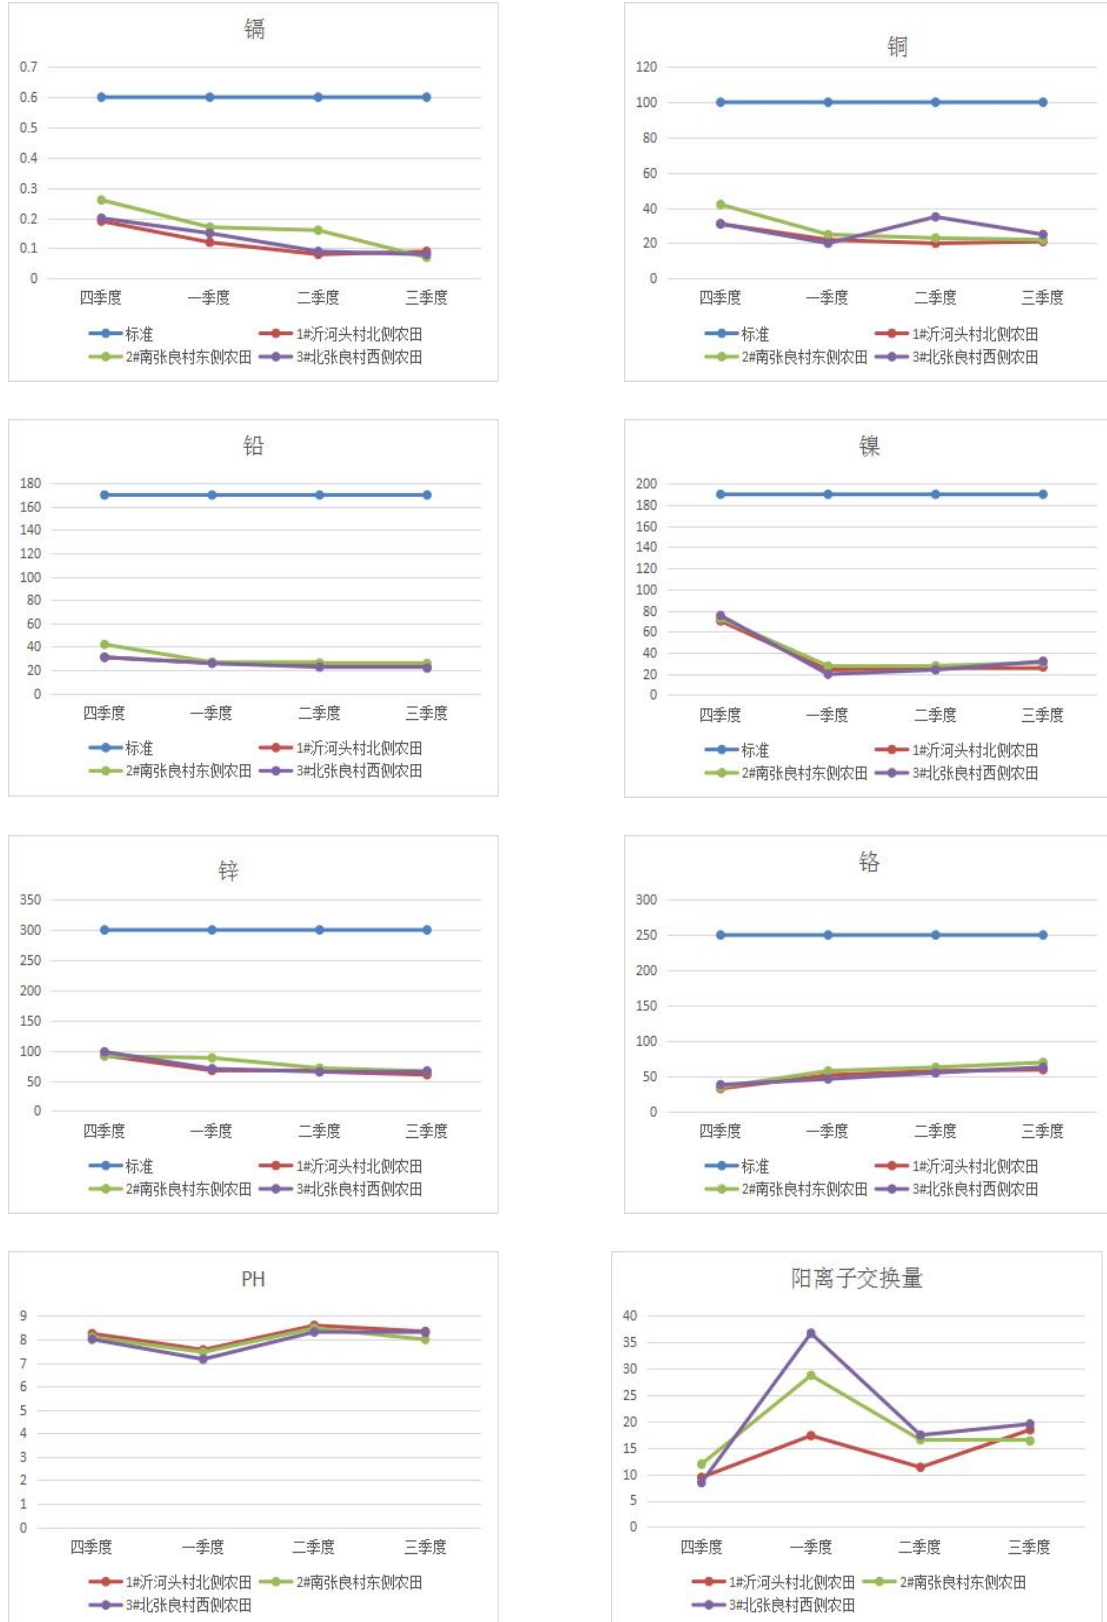 镉
0.7
0.6
0.5
0.4
0.3
0.2
0.1
0
四季度 一季度 二季度 三季度
标准 1#沂河头村北侧农田
2#南张良村东侧农田 3#北张良村西侧农田
铜
120
100
80
60
40
20
0
四季度 一季度 二季度 三季度
标准 1#沂河头村北侧农田
2#南张良村东侧农田 3#北张良村西侧农田
铅
180
160
140
120
100
80
60
40
20
0
四季度 一季度 二季度 三季度
标准 1#沂河头村北侧农田
2#南张良村东侧农田 3#北张良村西侧农田
镍
200
180
160
140
120
100
80
60
40
20
0
四季度 一季度 二季度 三季度
标准 1#沂河头村北侧农田
2#南张良村东侧农田 3#北张良村西侧农田
锌
350
300
250
200
150
100
50
0
四季度 一季度 二季度 三季度
标准 1#沂河头村北侧农田
2#南张良村东侧农田 3#北张良村西侧农田
铬
300
250
200
150
100
50
0
四季度 一季度 二季度 三季度
标准 1#沂河头村北侧农田
2#南张良村东侧农田 3#北张良村西侧农田
PH
9
8
7
6
5
4
3
2
1
0
四季度 一季度 二季度 三季度
1#沂河头村北侧农田 2#南张良村东侧农田
3#北张良村西侧农田
阳离子交换量
40
35
30
25
20
15
10
5
0
四季度 一季度 二季度 三季度
1#沂河头村北侧农田 2#南张良村东侧农田
3#北张良村西侧农田